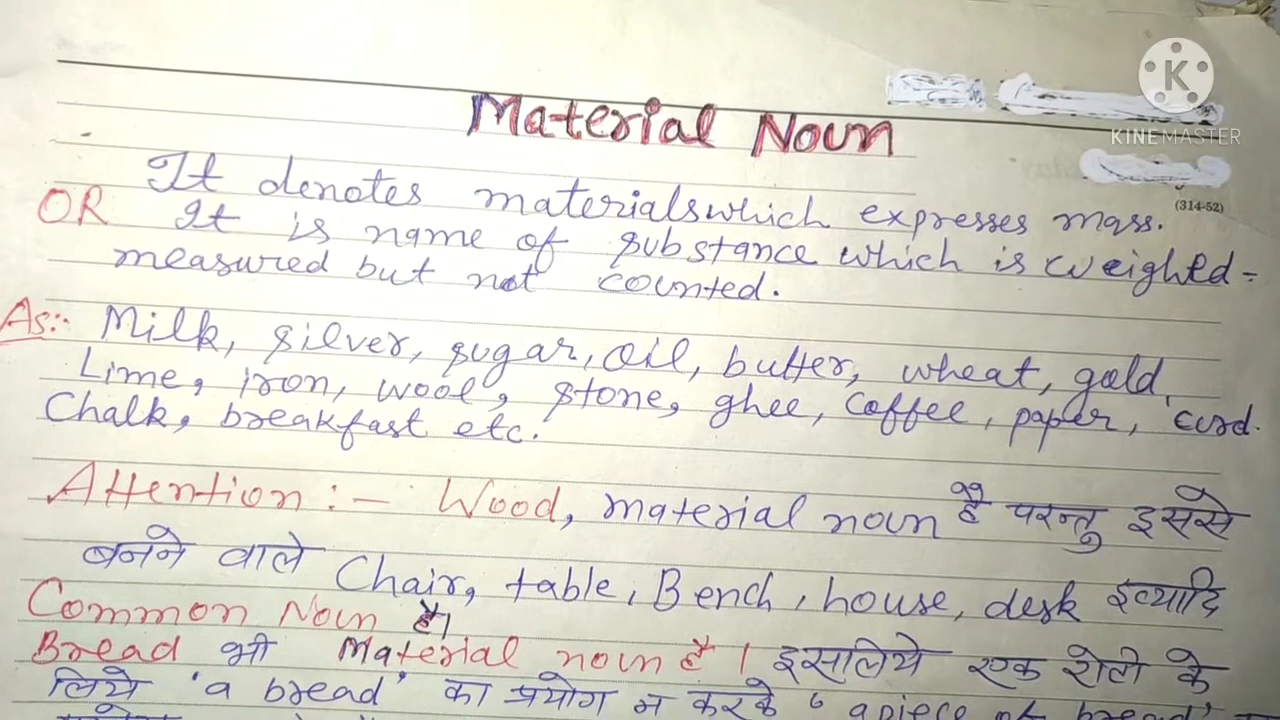 K
KINEMASTER
Material Noun
(314-52)
It denotes materials which expresses mass.
OR It is name of substance which is weighed -
measured but not counted.
As:- Milk, silver, sugar, oil, butter, wheat, gold,
Lime, iron, wool, stone, ghee, coffee, paper, curd.
Chalk, breakfast etc.
Attention :- Wood, material noun है परन्तु इससे
बनने वाले Chair, table, Bench, house, desk इत्यादि
Common Noun है।
Bread भी Material noun है। इसलिये एक रोटी के
लिये 'a bread' का प्रयोग न करके 'a piece of bread'